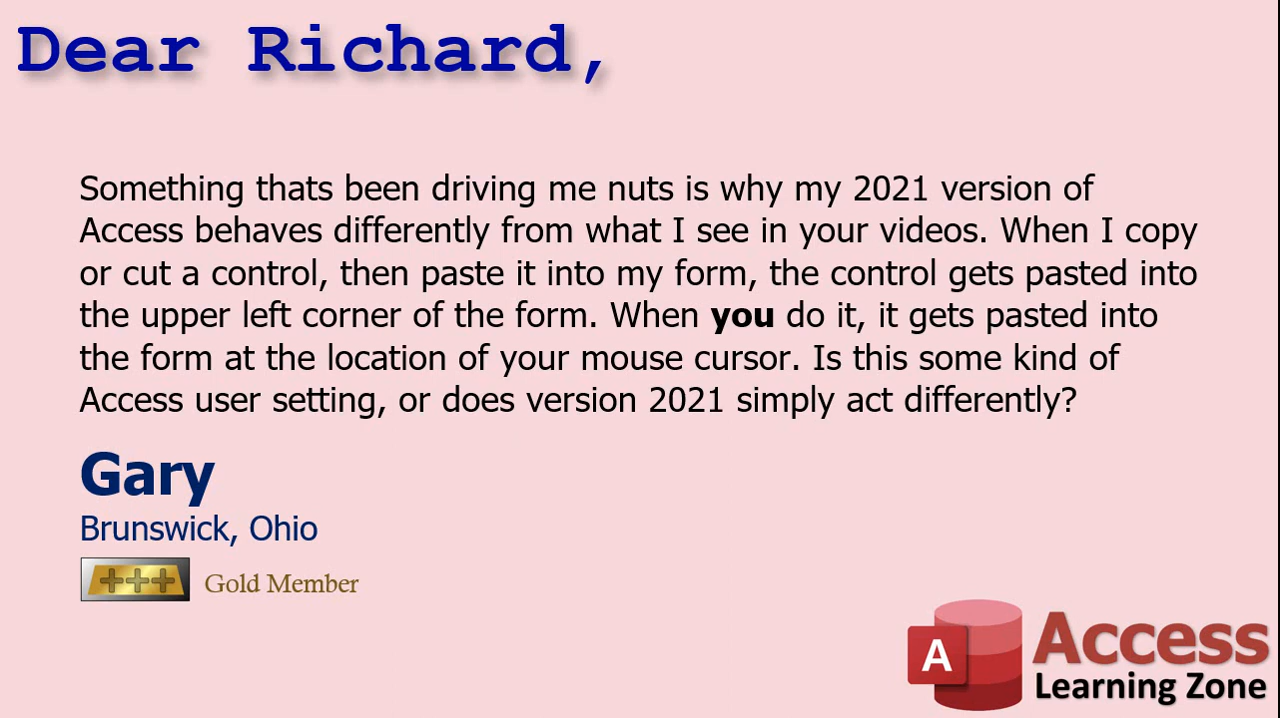 Dear Richard,
Something thats been driving me nuts is why my 2021 version of
Access behaves differently from what I see in your videos. When I copy
or cut a control, then paste it into my form, the control gets pasted into
the upper left corner of the form. When you do it, it gets pasted into
the form at the location of your mouse cursor. Is this some kind of
Access user setting, or does version 2021 simply act differently?
Gary
Brunswick, Ohio
+++ Gold Member
A Access
Learning Zone